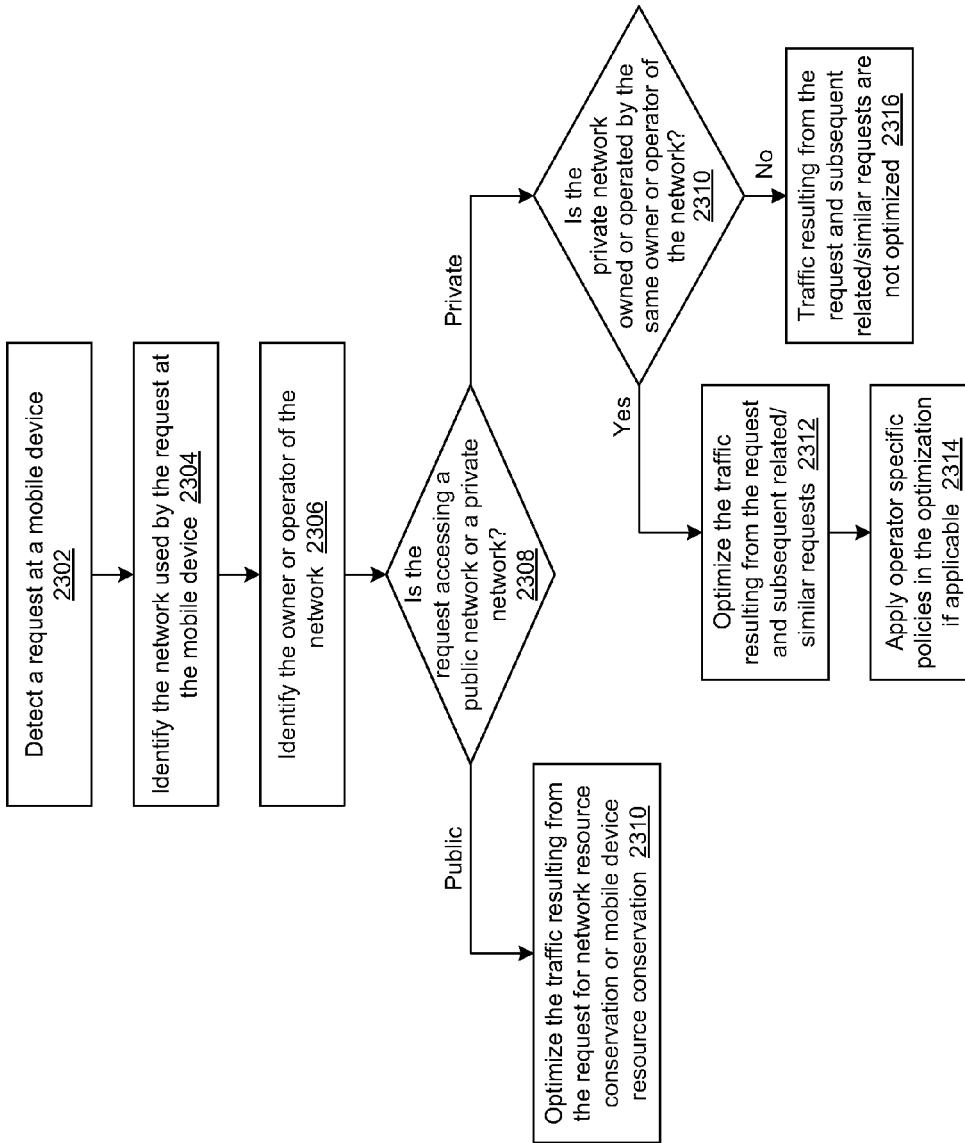 Detect a request at a mobile device
2302
Identify the network used by the request at
the mobile device 2304
Identify the owner or operator of the
network 2306
Is the
request accessing a
public network or a private
network?
2308
Public
Private
Optimize the traffic resulting from
the request for network resource
conservation or mobile device
resource conservation 2310
Is the
private network
owned or operated by the
same owner or operator of
the network?
2310
Yes
No
Optimize the traffic
resulting from the request
and subsequent related/
similar requests 2312
Apply operator specific
policies in the optimization
if applicable 2314
Traffic resulting from the
request and subsequent
related/similar requests are
not optimized 2316